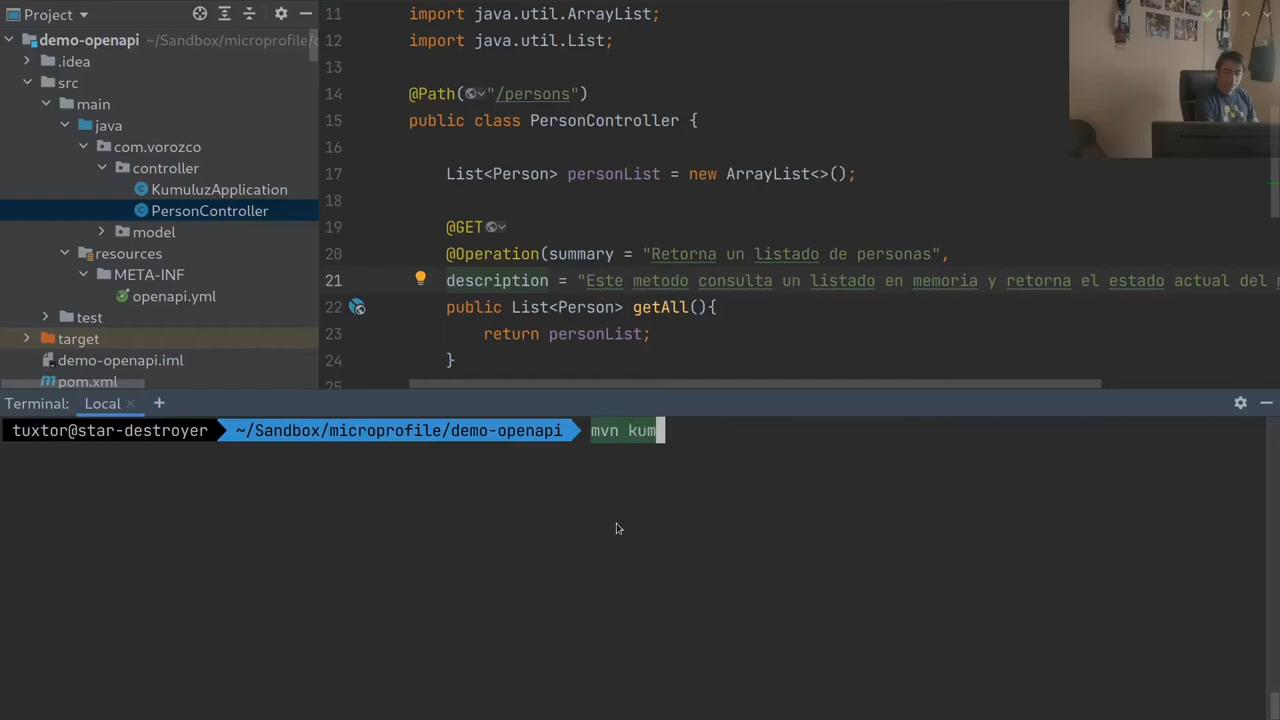 Project
demo-openapi ~/Sandbox/microprofile/
.idea
src
main
java
com.vorozco
controller
KumuluzApplication
PersonController
model
resources
META-INF
openapi.yml
test
target
demo-openapi.iml
pom.xml
11 import java.util.ArrayList;
12 import java.util.List;
13
14 @Path("/persons")
15 public class PersonController {
16
17 List<Person> personList = new ArrayList<>();
18
19 @GET
20 @Operation(summary = "Retorna un listado de personas",
21 description = "Este metodo consulta un listado en memoria y retorna el estado actual del
22 public List<Person> getAll(){
23 return personList;
24 }
25
10
Terminal: Local
tuxtor@star-destroyer ~/Sandbox/microprofile/demo-openapi mvn kum